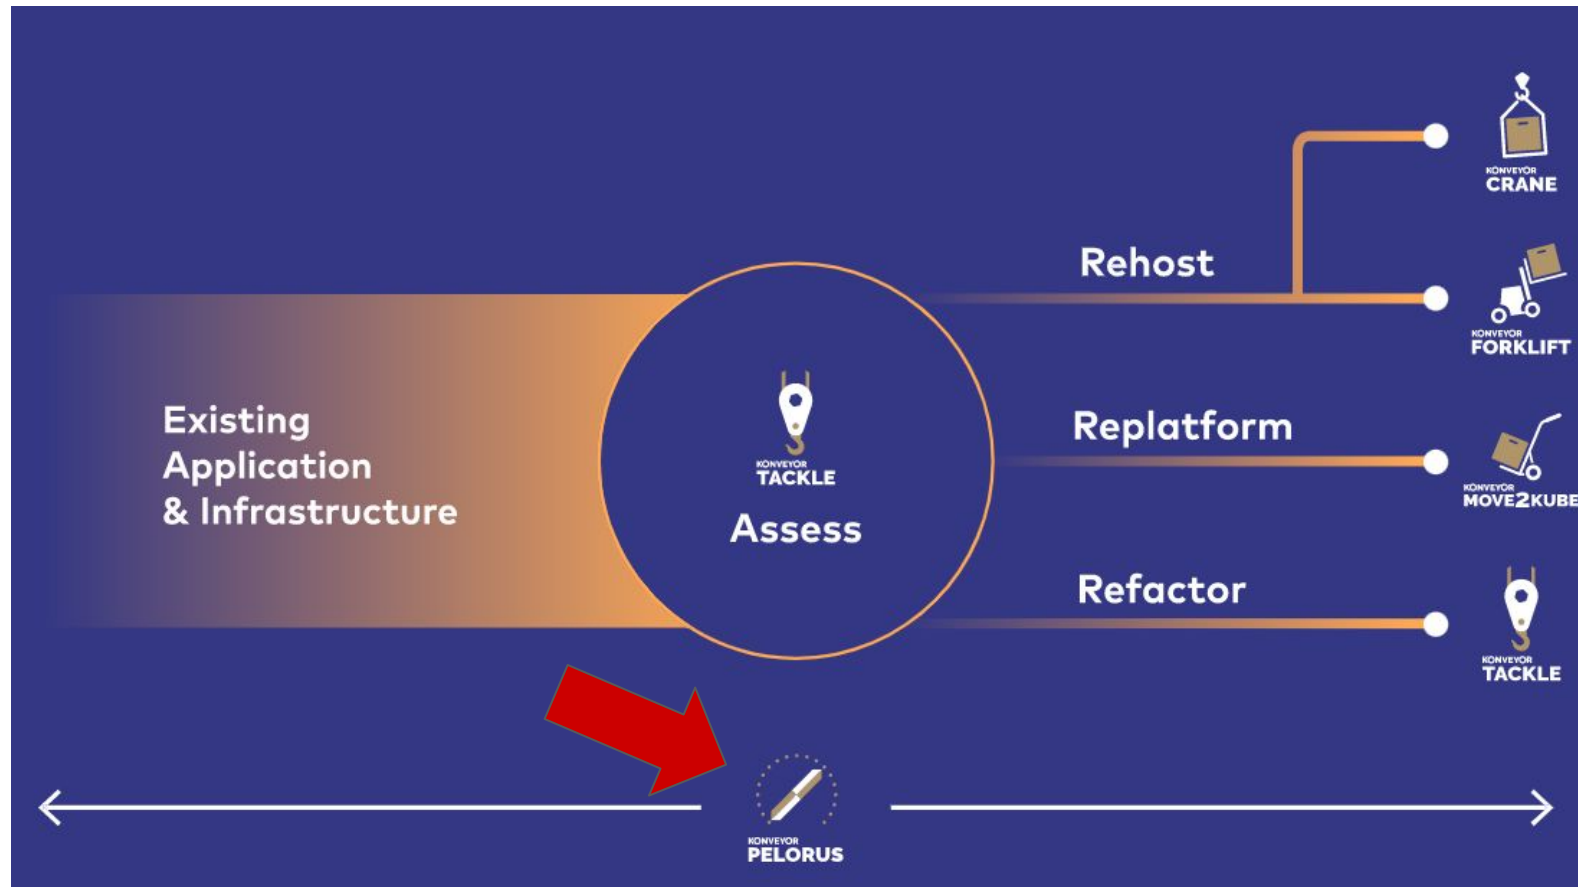 KONVEYOR
CRANE
Rehost
KONVEYOR
FORKLIFT
Existing
Application
& Infrastructure
KONVEYOR
TACKLE
Assess
Replatform
KONVEYOR
MOVE2KUBE
Refactor
KONVEYOR
TACKLE
KONVEYOR
PELORUS